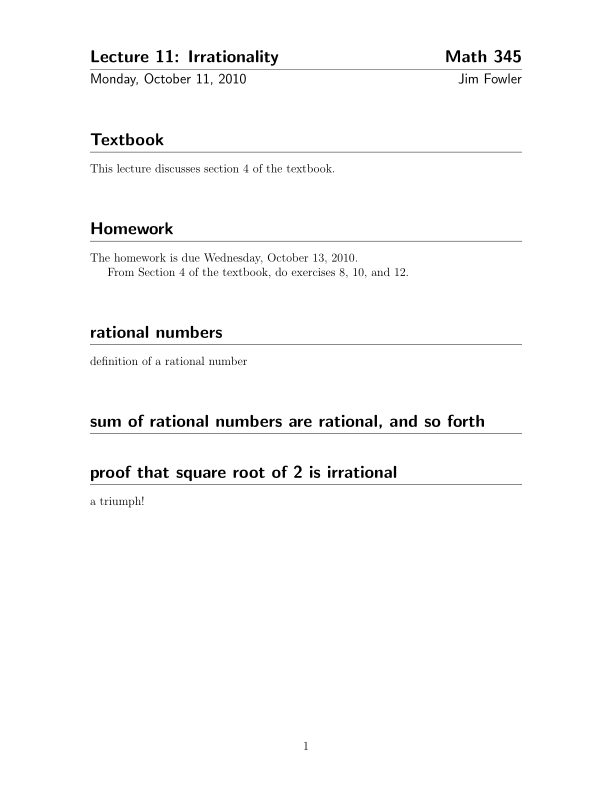 Lecture 11: Irrationality Math 345
Monday, October 11, 2010 Jim Fowler
Textbook
This lecture discusses section 4 of the textbook.
Homework
The homework is due Wednesday, October 13, 2010.
From Section 4 of the textbook, do exercises 8, 10, and 12.
rational numbers
definition of a rational number
sum of rational numbers are rational, and so forth
proof that square root of 2 is irrational
a triumph!
1